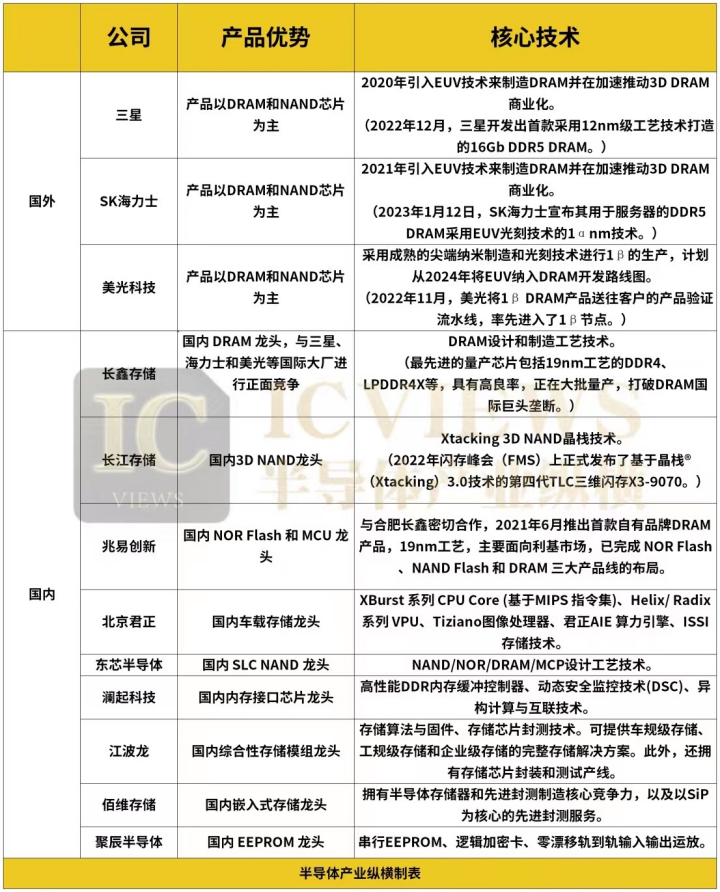 公司 产品优势 核心技术
国外
三星
产品以DRAM和NAND芯片
为主
2020年引入EUV技术来制造DRAM并在加速推动3D DRAM
商业化。
(2022年12月,三星开发出首款采用12nm级工艺技术打造
的16Gb DDR5 DRAM。)
SK海力士
产品以DRAM和NAND芯片
为主
2021年引入EUV技术来制造DRAM并在加速推动3D DRAM
商业化。
(2023年1月12日,SK海力士宣布其用于服务器的DDR5
DRAM采用EUV光刻技术的1αnm技术。)
美光科技
产品以DRAM和NAND芯片
为主
采用成熟的尖端纳米制造和光刻技术进行1β的生产,计划
从2024年将EUV纳入DRAM开发路线图。
(2022年11月,美光将1β DRAM产品送往客户的产品验证
流水线,率先进入了1β节点。)
国内
长鑫存储
国内 DRAM 龙头,与三星、
海力士和美光等国际大厂进
行正面竞争
DRAM设计和制造工艺技术。
(最先进的量产芯片包括19nm工艺的DDR4、
LPDDR4X等,具有高良率,正在大批量产,打破DRAM国
际巨头垄断。)
长江存储
国内3D NAND龙头
Xtacking 3D NAND晶栈技术。
(2022年闪存峰会(FMS)上正式发布了基于晶栈®
(Xtacking)3.0技术的第四代TLC三维闪存X3-9070。)
兆易创新
国内 NOR Flash 和 MCU 龙
头
与合肥长鑫密切合作,2021年6月推出首款自有品牌DRAM
产品,19nm工艺,主要面向利基市场,已完成 NOR Flash
、NAND Flash 和 DRAM 三大产品线的布局。
北京君正
国内车载存储龙头
XBurst 系列 CPU Core (基于MIPS 指令集)、Helix/ Radix
系列 VPU、Tiziano图像处理器、君正AIE 算力引擎、ISSI
存储技术。
东芯半导体
国内 SLC NAND 龙头
NAND/NOR/DRAM/MCP设计工艺技术。
澜起科技
国内内存接口芯片龙头
高性能DDR内存缓冲控制器、动态安全监控技术(DSC)、异
构计算与互联技术。
江波龙
国内综合性存储模组龙头
存储算法与固件、存储芯片封测技术。可提供车规级存储、
工规级存储和企业级存储的完整存储解决方案。此外,还拥
有存储芯片封装和测试产线。
佰维存储
国内嵌入式存储龙头
拥有半导体存储器和先进封测制造核心竞争力,以及以SiP
为核心的先进封测服务。
聚辰半导体
国内 EEPROM 龙头
串行EEPROM、逻辑加密卡、零漂移轨到轨输入输出运放。
半导体产业纵横制表
IC
VIEWS
ICVIEWS
半导体产业纵横